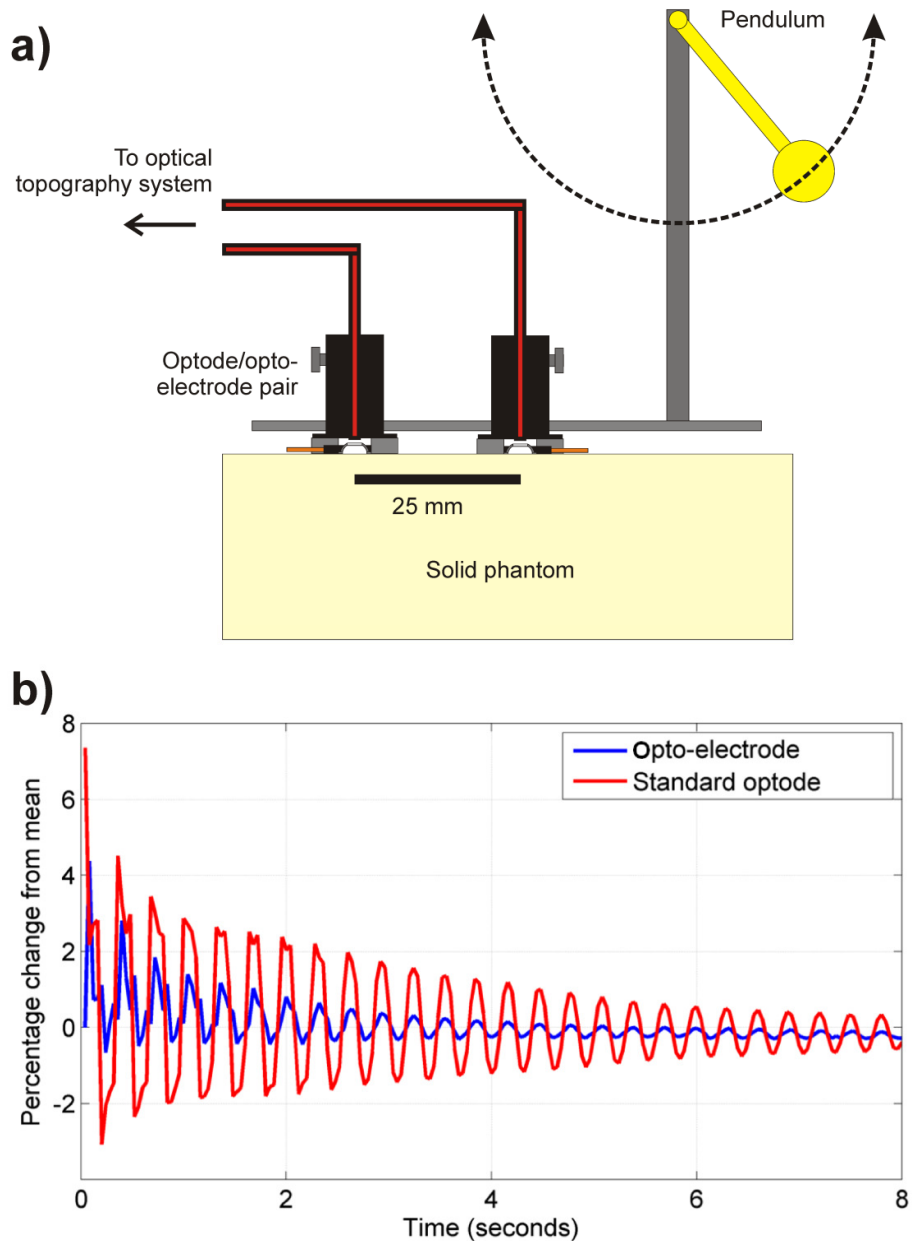 a)
Pendulum
To optical
topography system
Optode/opto-
electrode pair
25 mm
Solid phantom
b)
8
6
4
2
0
-2
Percentage change from mean
Opto-electrode
Standard optode
0
2
4
6
8
Time (seconds)